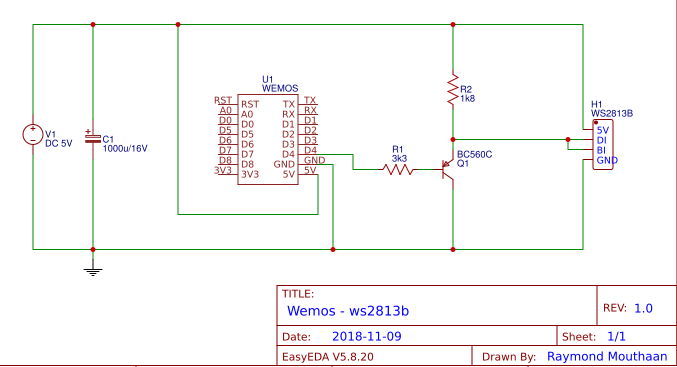 V1
DC 5V
C1
1000u/16V
U1
WEMOS
RST RST TX TX
A0 A0 RX RX
D0 D0 D1 D1
D5 D5 D2 D2
D6 D6 D3 D3
D7 D7 D4 D4
D8 D8 GND GND
3V3 3V3 5V 5V
R1
3k3
R2
1k8
BC560C
Q1
H1
WS2813B
5V
DI
BI
GND
TITLE:
Wemos - ws2813b
REV: 1.0
Date: 2018-11-09
Sheet: 1/1
EasyEDA V5.8.20
Drawn By: Raymond Mouthaan